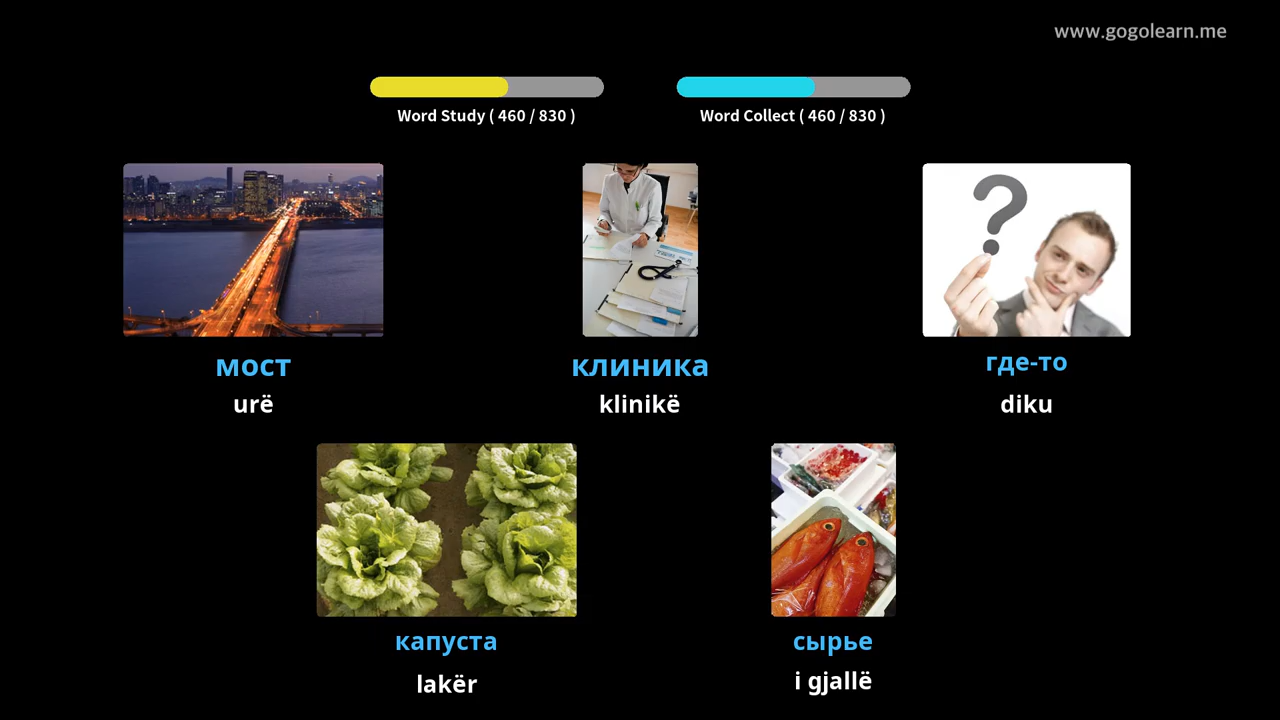 www.gogolearn.me
Word Study ( 460 / 830 )
Word Collect ( 460 / 830 )
мост
urë
клиника
klinikë
где-то
diku
капуста
lakër
сырье
i gjallë